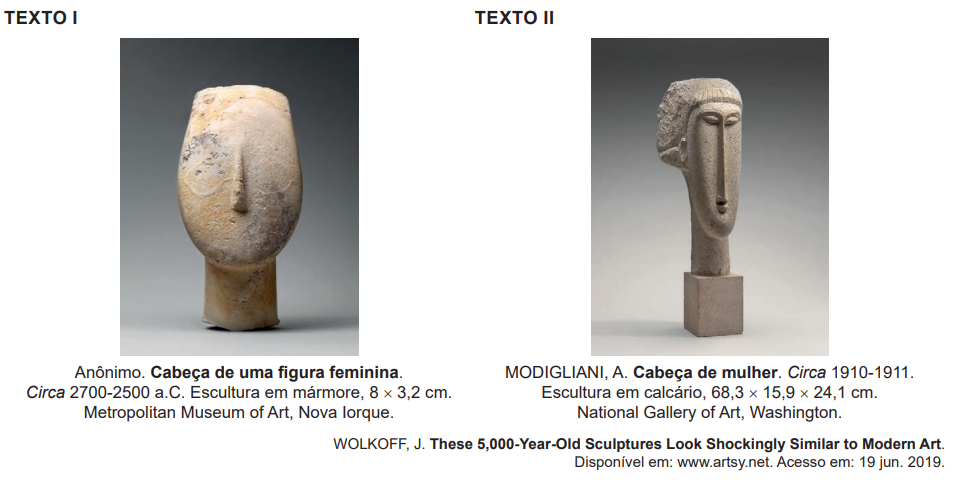 TEXTO I
Anônimo. Cabeça de uma figura feminina.
Circa 2700-2500 a.C. Escultura em mármore, 8 × 3,2 cm.
Metropolitan Museum of Art, Nova Iorque.
TEXTO II
MODIGLIANI, A. Cabeça de mulher. Circa 1910-1911.
Escultura em calcário, 68,3 × 15,9 × 24,1 cm.
National Gallery of Art, Washington.
WOLKOFF, J. These 5,000-Year-Old Sculptures Look Shockingly Similar to Modern Art.
Disponível em: www.artsy.net. Acesso em: 19 jun. 2019.